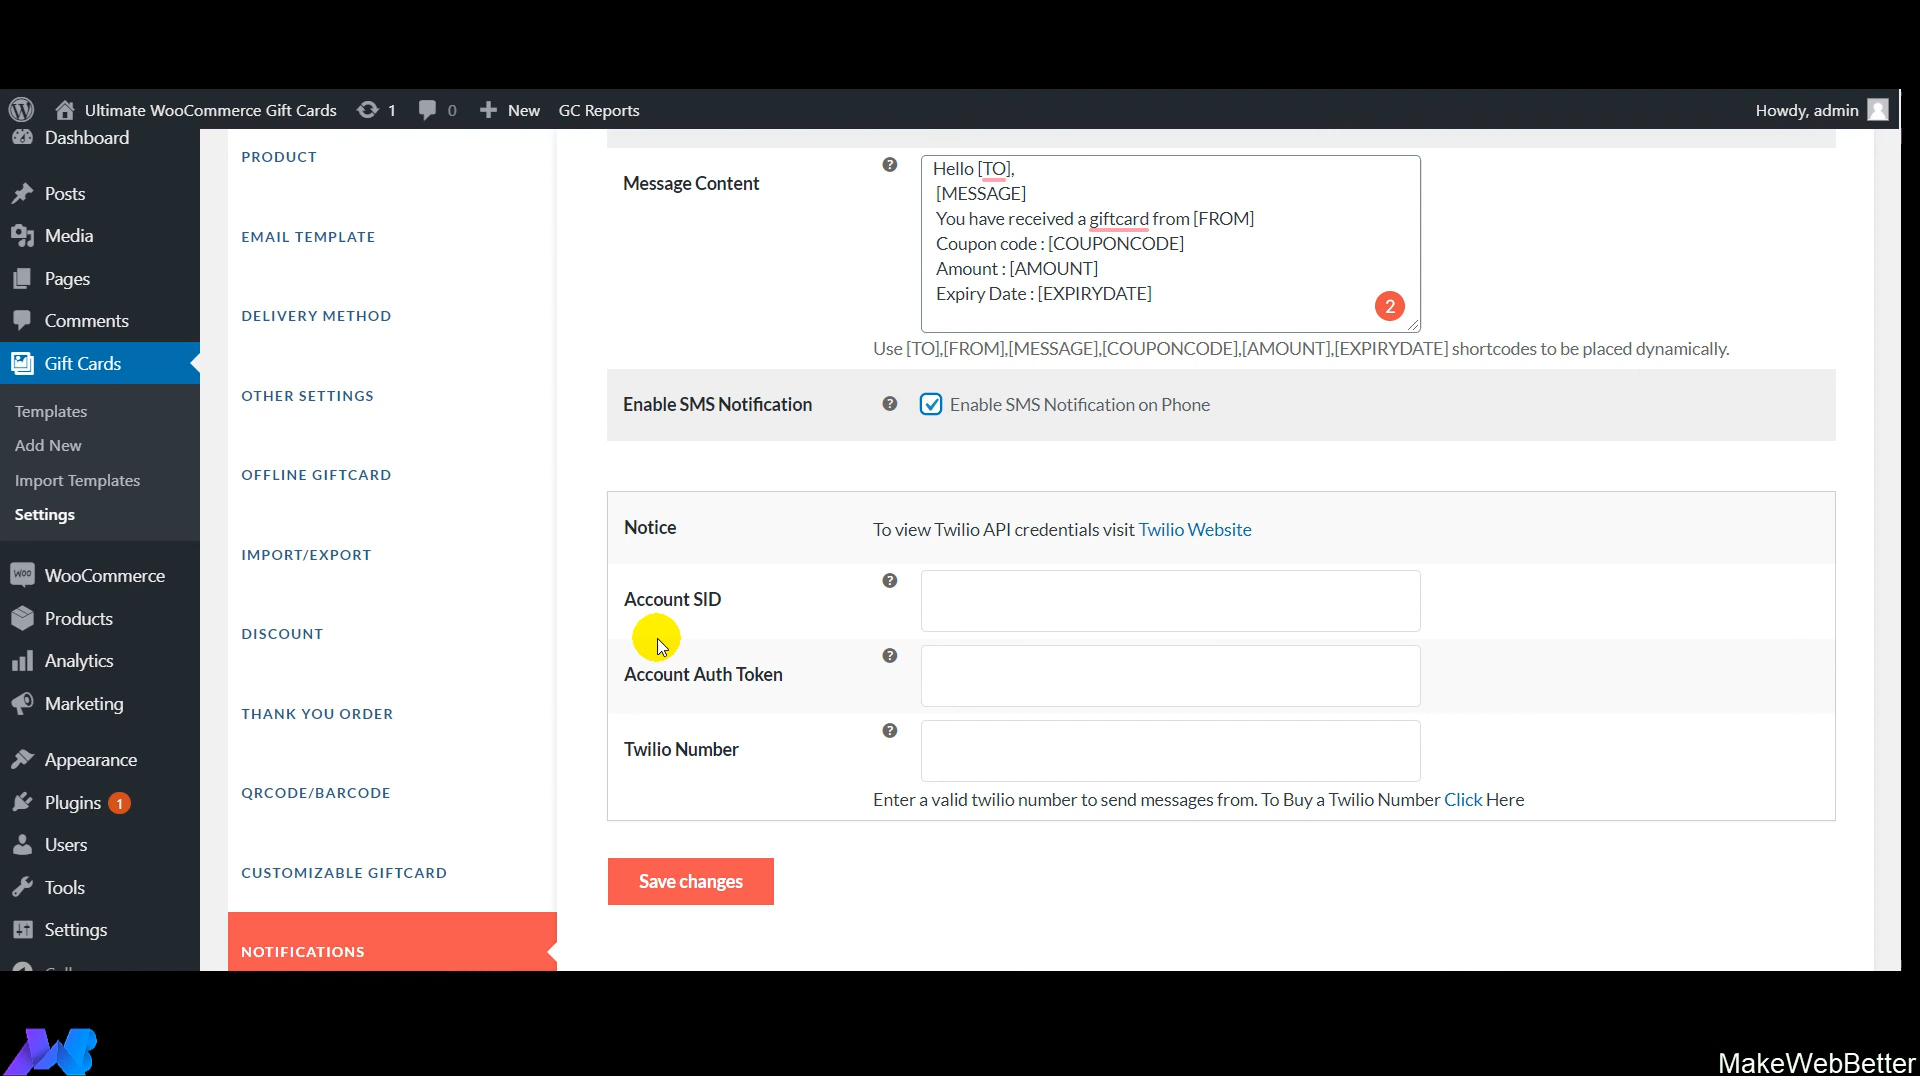 Ultimate WooCommerce Gift Cards 1 0 New GC Reports Howdy, admin
Dashboard
Posts
Media
Pages
Comments
Gift Cards
Templates
Add New
Import Templates
Settings
WooCommerce
Products
Analytics
Marketing
Appearance
Plugins 1
Users
Tools
Settings
PRODUCT
EMAIL TEMPLATE
DELIVERY METHOD
OTHER SETTINGS
OFFLINE GIFTCARD
IMPORT/EXPORT
DISCOUNT
THANK YOU ORDER
QRCODE/BARCODE
CUSTOMIZABLE GIFTCARD
NOTIFICATIONS
Message Content
Hello [TO],
[MESSAGE]
You have received a giftcard from [FROM]
Coupon code : [COUPONCODE]
Amount : [AMOUNT]
Expiry Date : [EXPIRYDATE]
2
Use [TO],[FROM],[MESSAGE],[COUPONCODE],[AMOUNT],[EXPIRYDATE] shortcodes to be placed dynamically.
Enable SMS Notification Enable SMS Notification on Phone
Notice To view Twilio API credentials visit Twilio Website
Account SID
Account Auth Token
Twilio Number
Enter a valid twilio number to send messages from. To Buy a Twilio Number Click Here
Save changes
MakeWebBetter